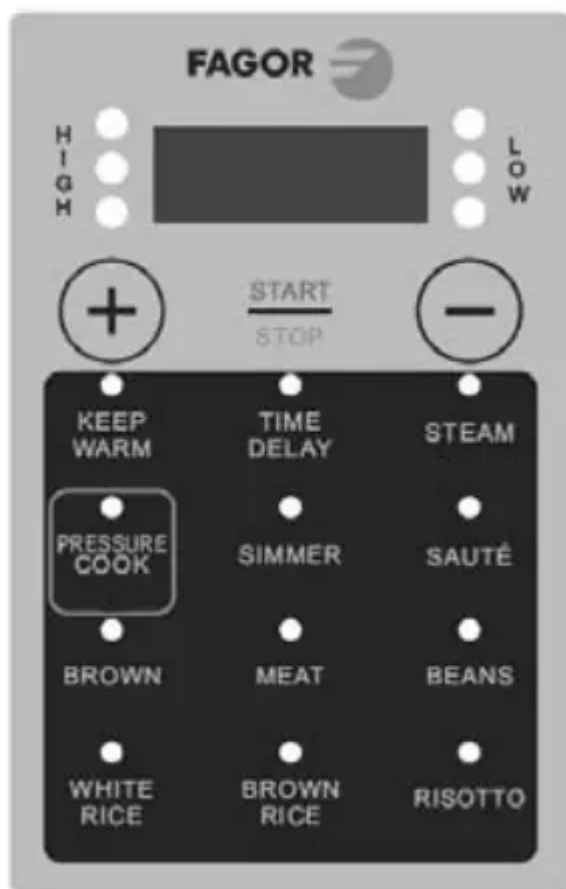 FAGOR
HIGH
LOW
+
START
−
STOP
KEEP
WARM
TIME
DELAY
STEAM
PRESSURE
COOK
SIMMER
SAUTÉ
BROWN
MEAT
BEANS
WHITE
RICE
BROWN
RICE
RISOTTO